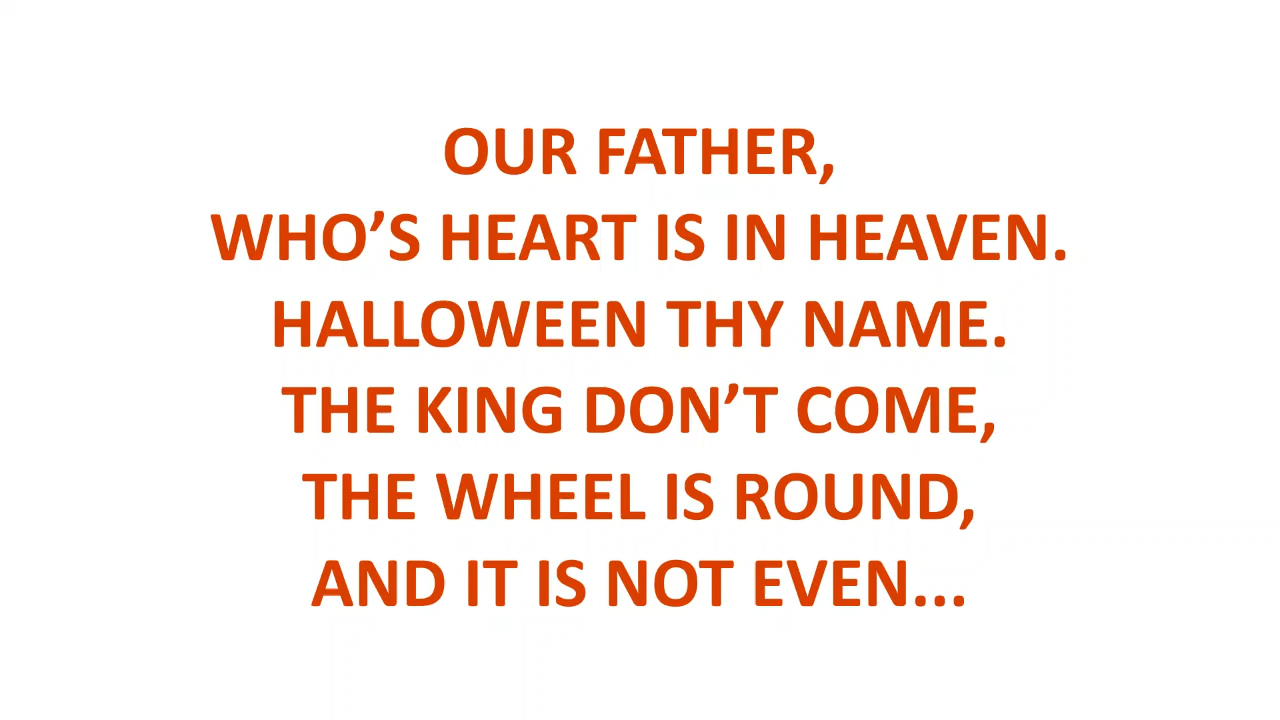 OUR FATHER,
WHO’S HEART IS IN HEAVEN.
HALLOWEEN THY NAME.
THE KING DON’T COME,
THE WHEEL IS ROUND,
AND IT IS NOT EVEN...